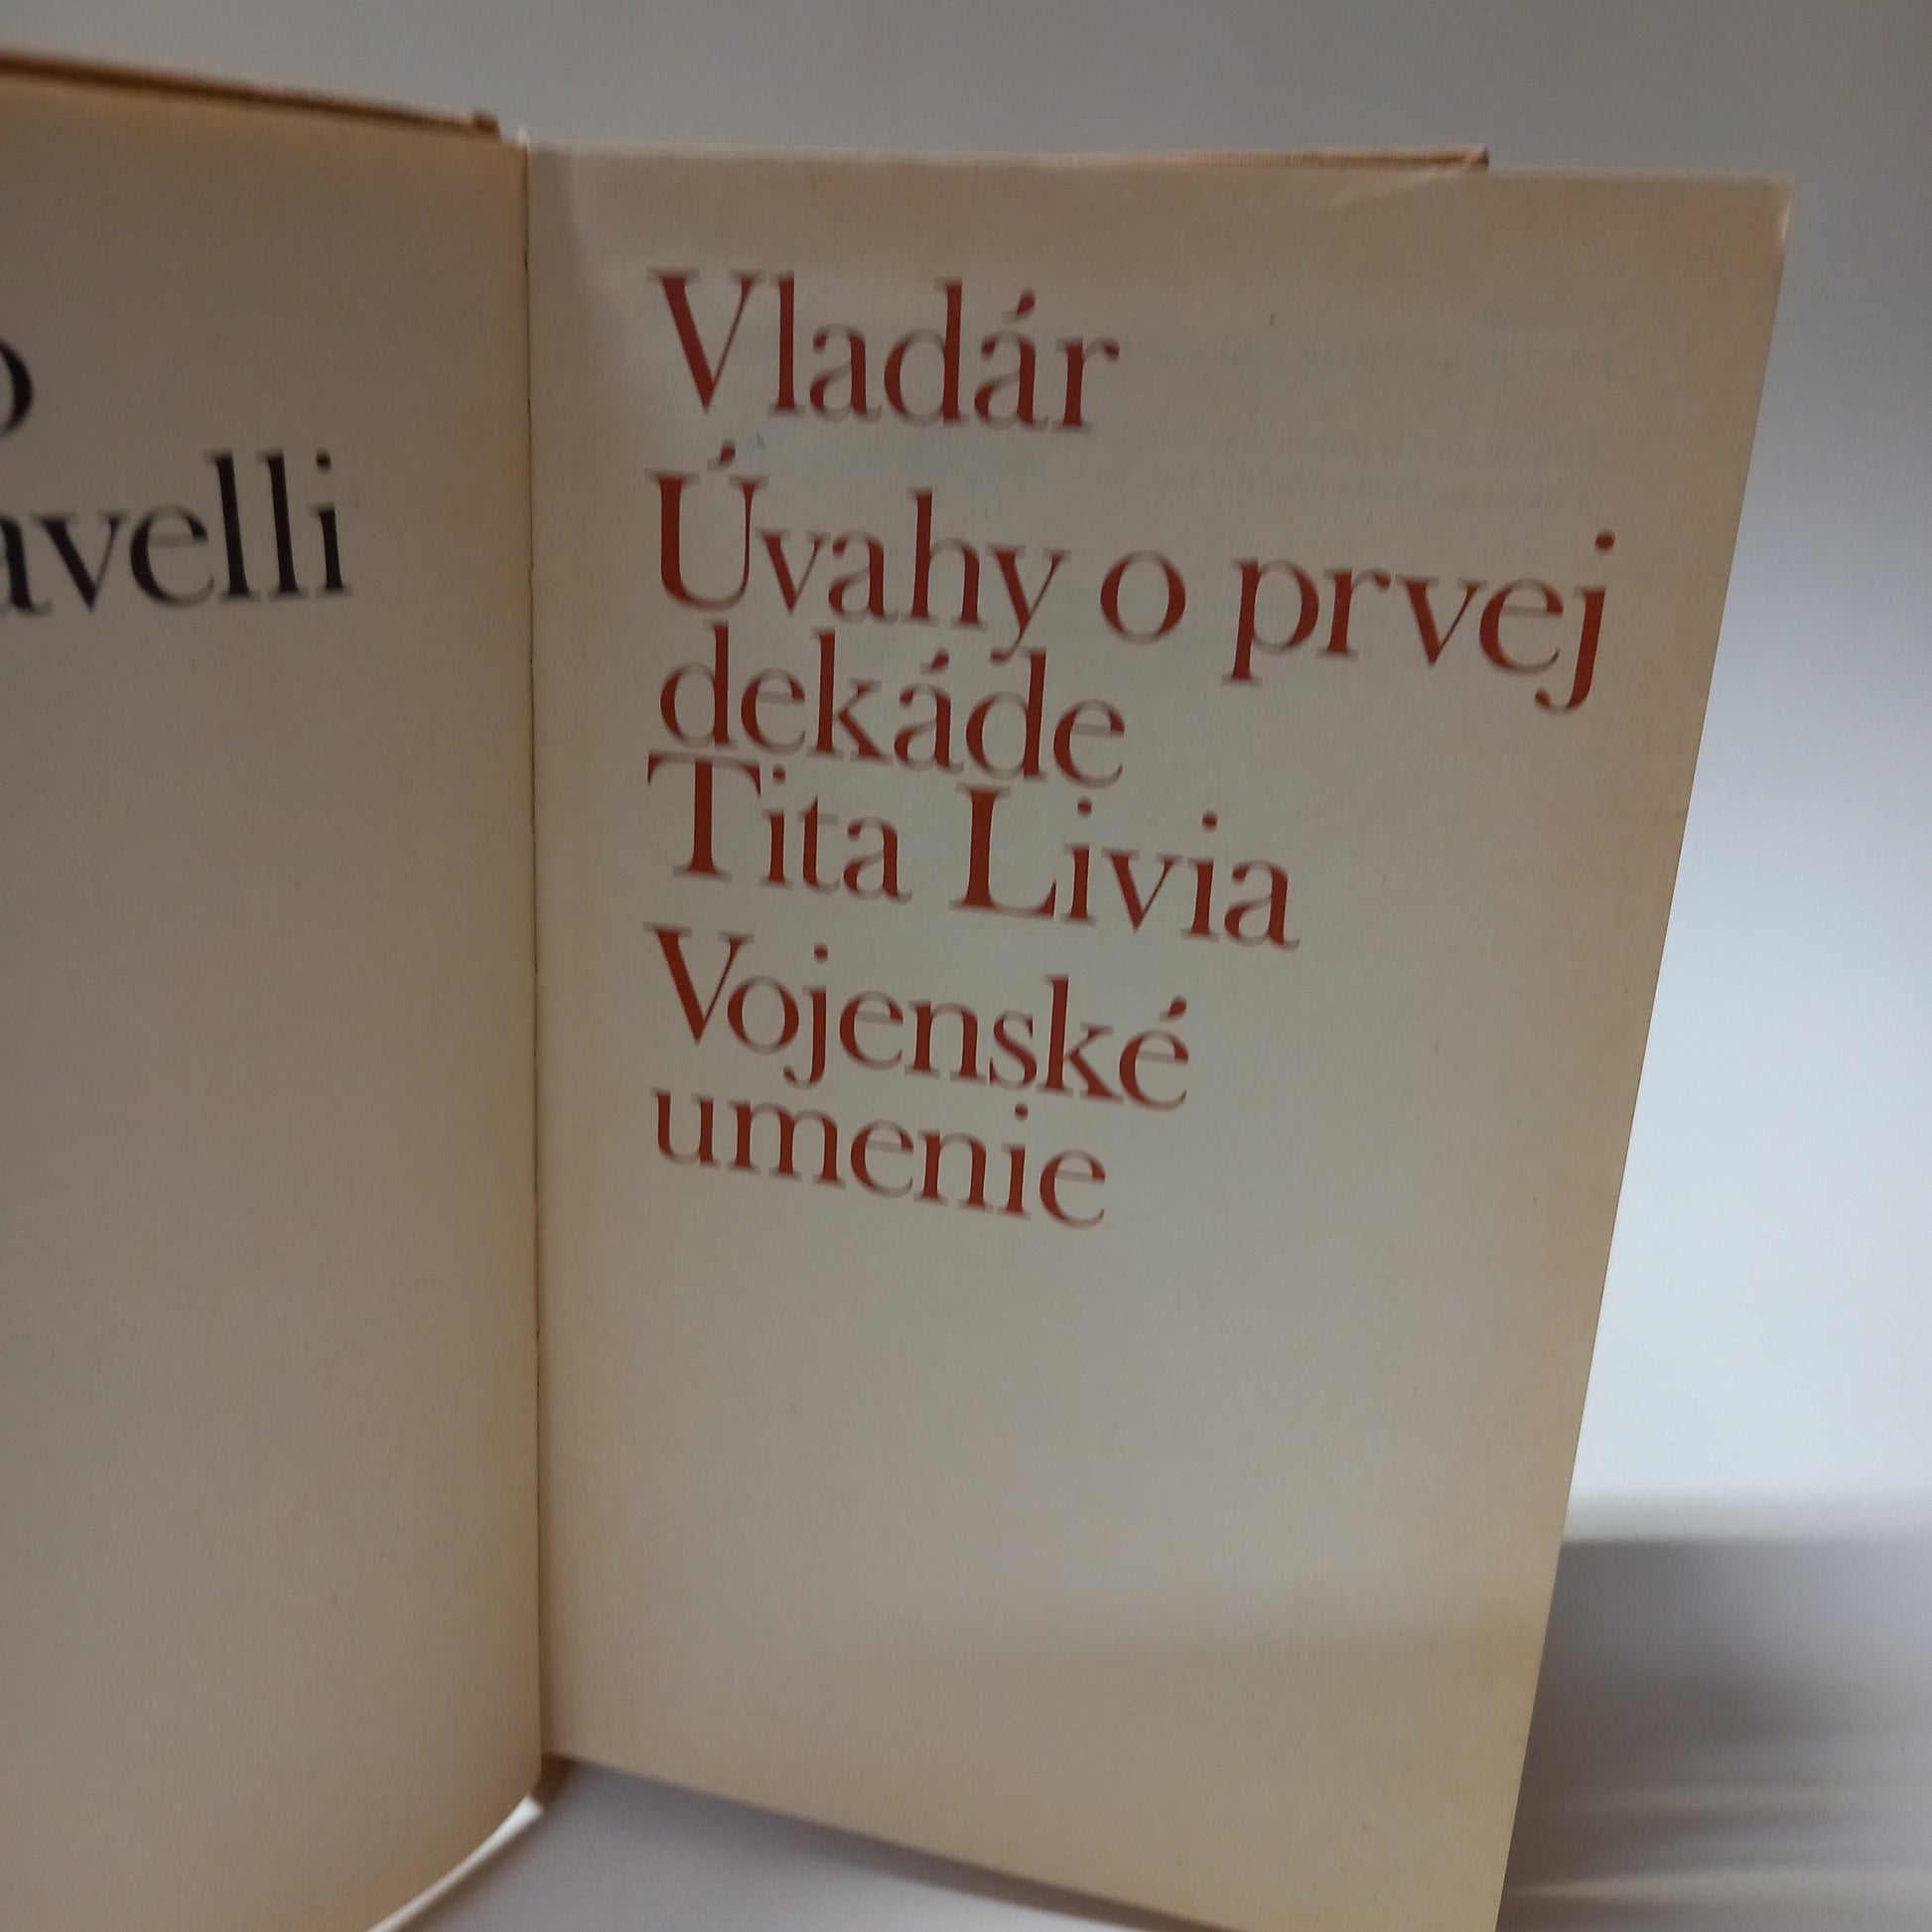 o
avelli
Vladár
Úvahy o prvej
dekáde
Tita Livia
Vojenské
umenie